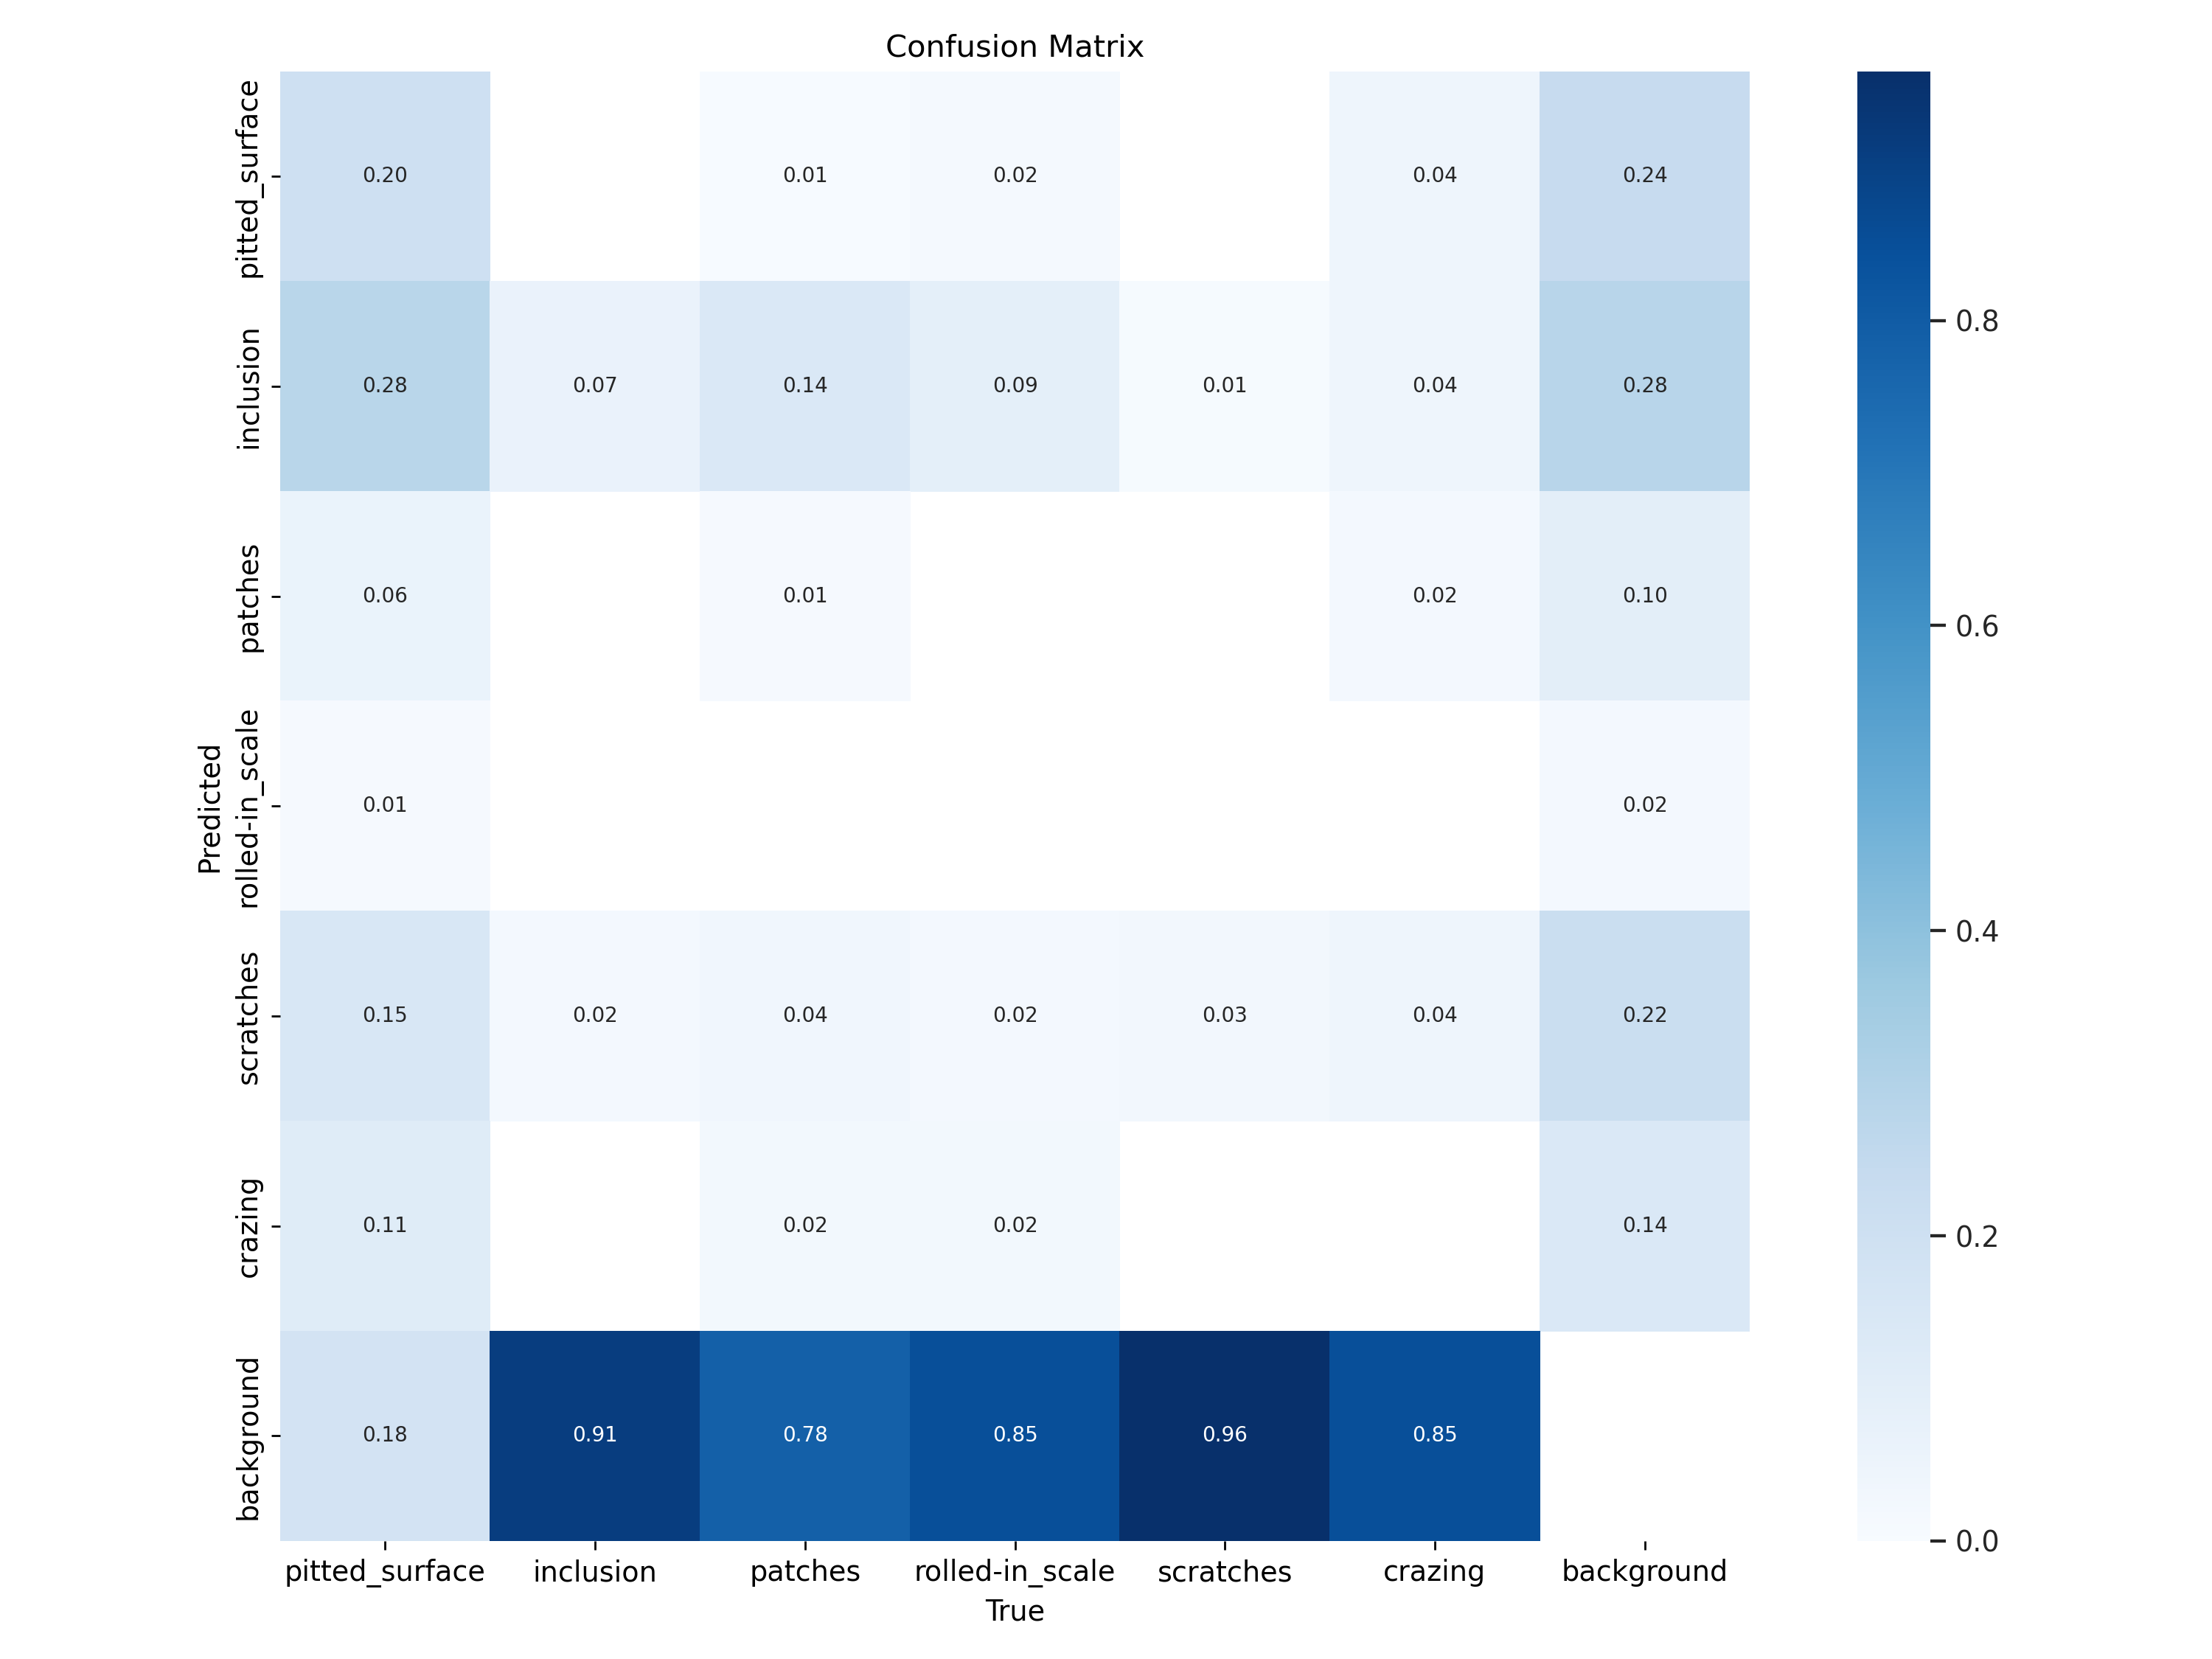 Confusion Matrix
pitted_surface
0.20
0.01
0.02
0.04
0.24
inclusion
0.28
0.07
0.14
0.09
0.01
0.04
0.28
patches
0.06
0.01
0.02
0.10
rolled-in_scale
0.01
0.02
scratches
0.15
0.02
0.04
0.02
0.03
0.04
0.22
crazing
0.11
0.02
0.02
0.14
background
0.18
0.91
0.78
0.85
0.96
0.85
Predicted
pitted_surface
inclusion
patches
rolled-in_scale
scratches
crazing
background
True
0.8
0.6
0.4
0.2
0.0